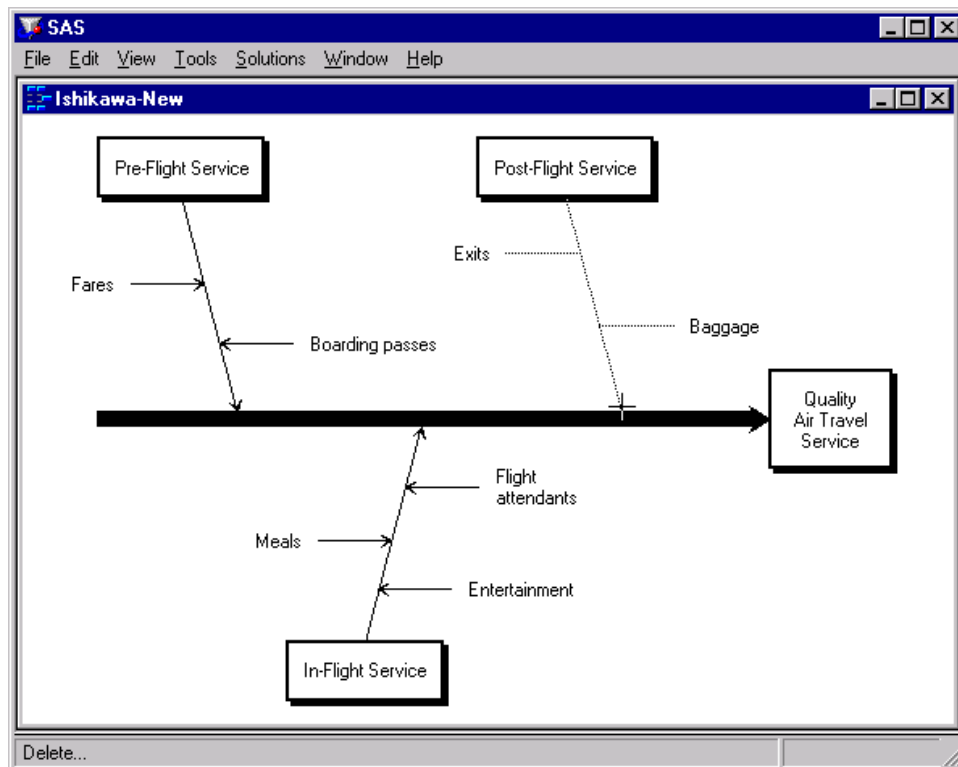 SAS
File Edit View Tools Solutions Window Help
Ishikawa-New
Pre-Flight Service
Post-Flight Service
Exits
Fares
Baggage
Boarding passes
Quality
Air Travel
Service
Flight
attendants
Meals
Entertainment
In-Flight Service
Delete...